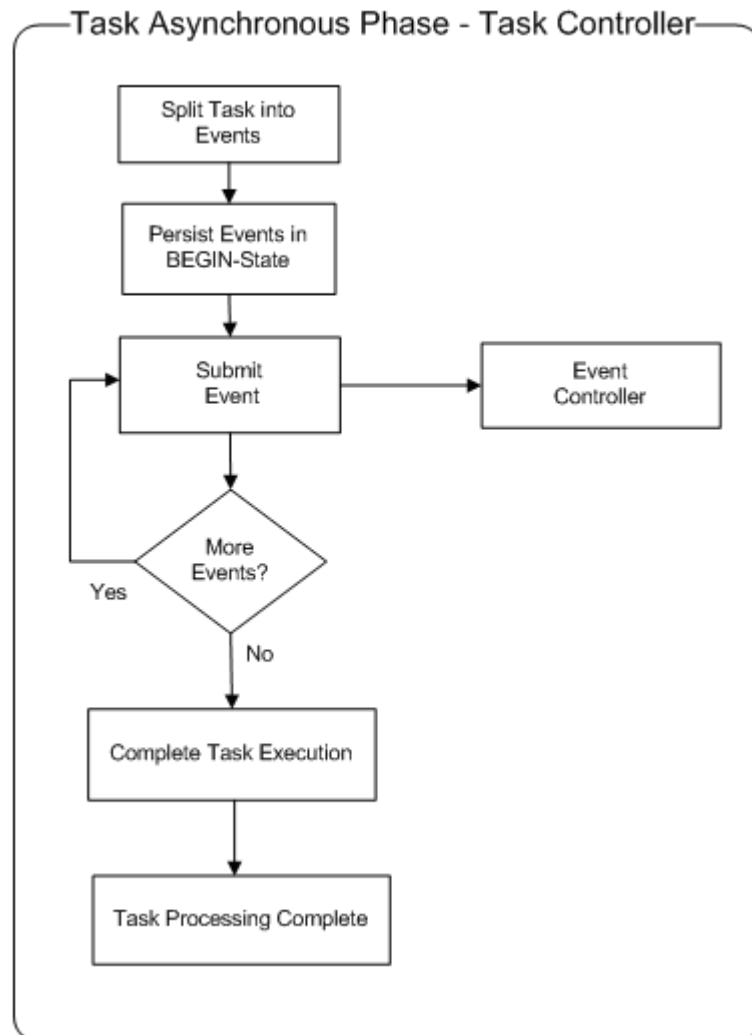 Task Asynchronous Phase - Task Controller
Split Task into
Events
Persist Events in
BEGIN-State
Submit
Event
Event
Controller
More
Events?
Yes
No
Complete Task Execution
Task Processing Complete